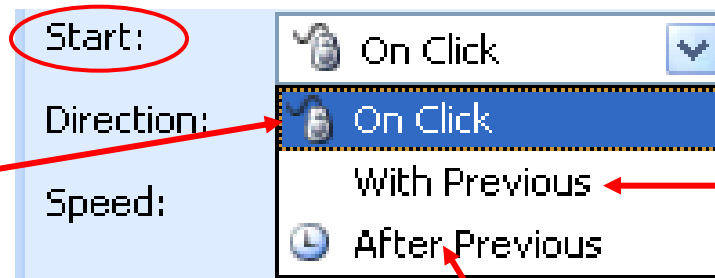 Start: On Click
Direction: On Click
With Previous
Speed:
After Previous